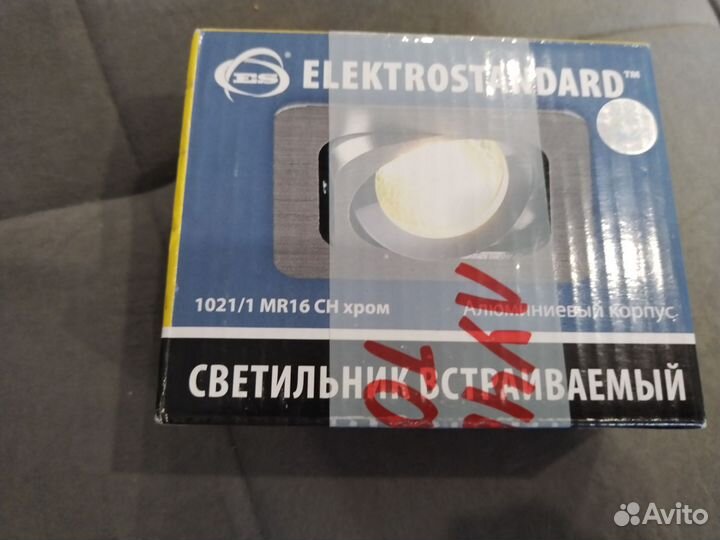 ES ® ELEKTROSTANDARD™
1021/1 MR16 CH хром
Алюминиевый корпус
СВЕТИЛЬНИК ВСТРАИВАЕМЫЙ
Avito